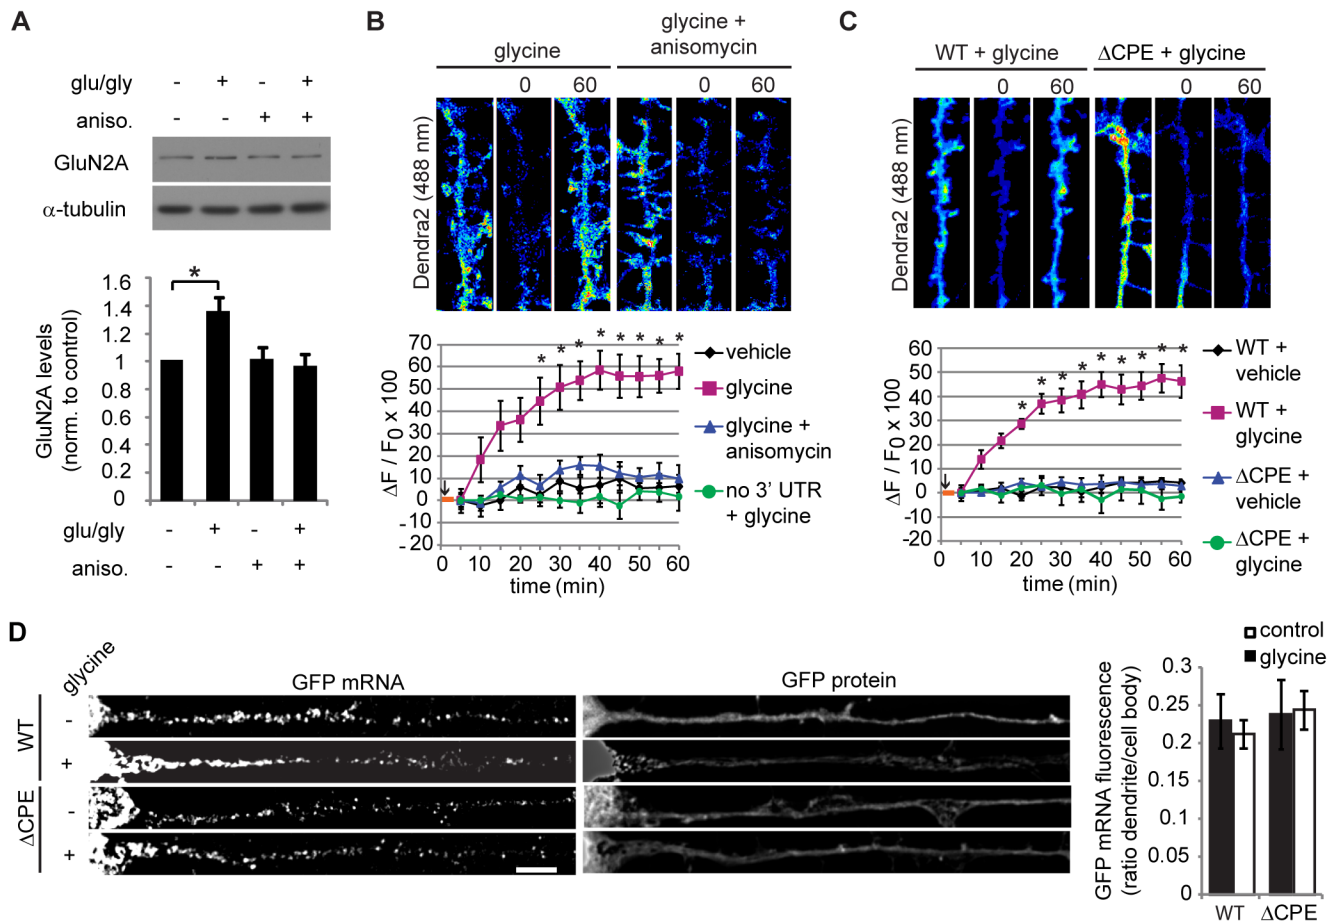 A
glu/gly - + - +
aniso. - - + +
GluN2A
α-tubulin
GluN2A levels
(norm. to control)
1.6
1.4
1.2
1
0.8
0.6
0.4
0.2
0
*
glu/gly - + - +
aniso. - - + +
B
glycine
glycine +
anisomycin
0 60 0 60
Dendra2 (488 nm)
ΔF / F0 x 100
70
60
50
40
30
20
10
0
- 10
20
* * * * * * * *
0 10 20 30 40 50 60
time (min)
vehicle
glycine
glycine +
anisomycin
no 3' UTR
+ glycine
C
WT + glycine
ΔCPE + glycine
0 60 0 60
Dendra2 (488 nm)
ΔF / F0 x 100
60
50
40
30
20
10
0
-10
-20
* * * * * * * * *
0 10 20 30 40 50 60
time (min)
WT +
vehicle
WT +
glycine
ΔCPE +
vehicle
ΔCPE +
glycine
D
glycine
GFP mRNA
GFP protein
WT
-
+
ΔCPE
-
+
control
glycine
GFP mRNA fluorescence
(ratio dendrite/cell body)
0.3
0.25
0.2
0.15
0.1
0.05
0
WT ΔCPE